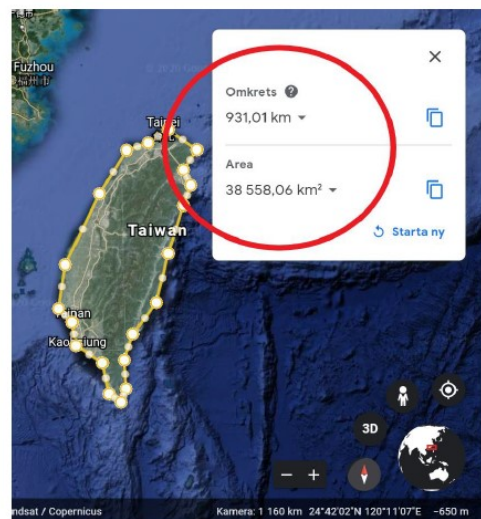 Fuzhou
福州市
Omkrets ?
931,01 km
Taipei
Area
38 558,06 km²
Taiwan
Starta ny
Tainan
Kaohsiung
3D
ndsat / Copernicus
Kamera: 1 160 km 24°42'02"N 120°11'07"E -650 m